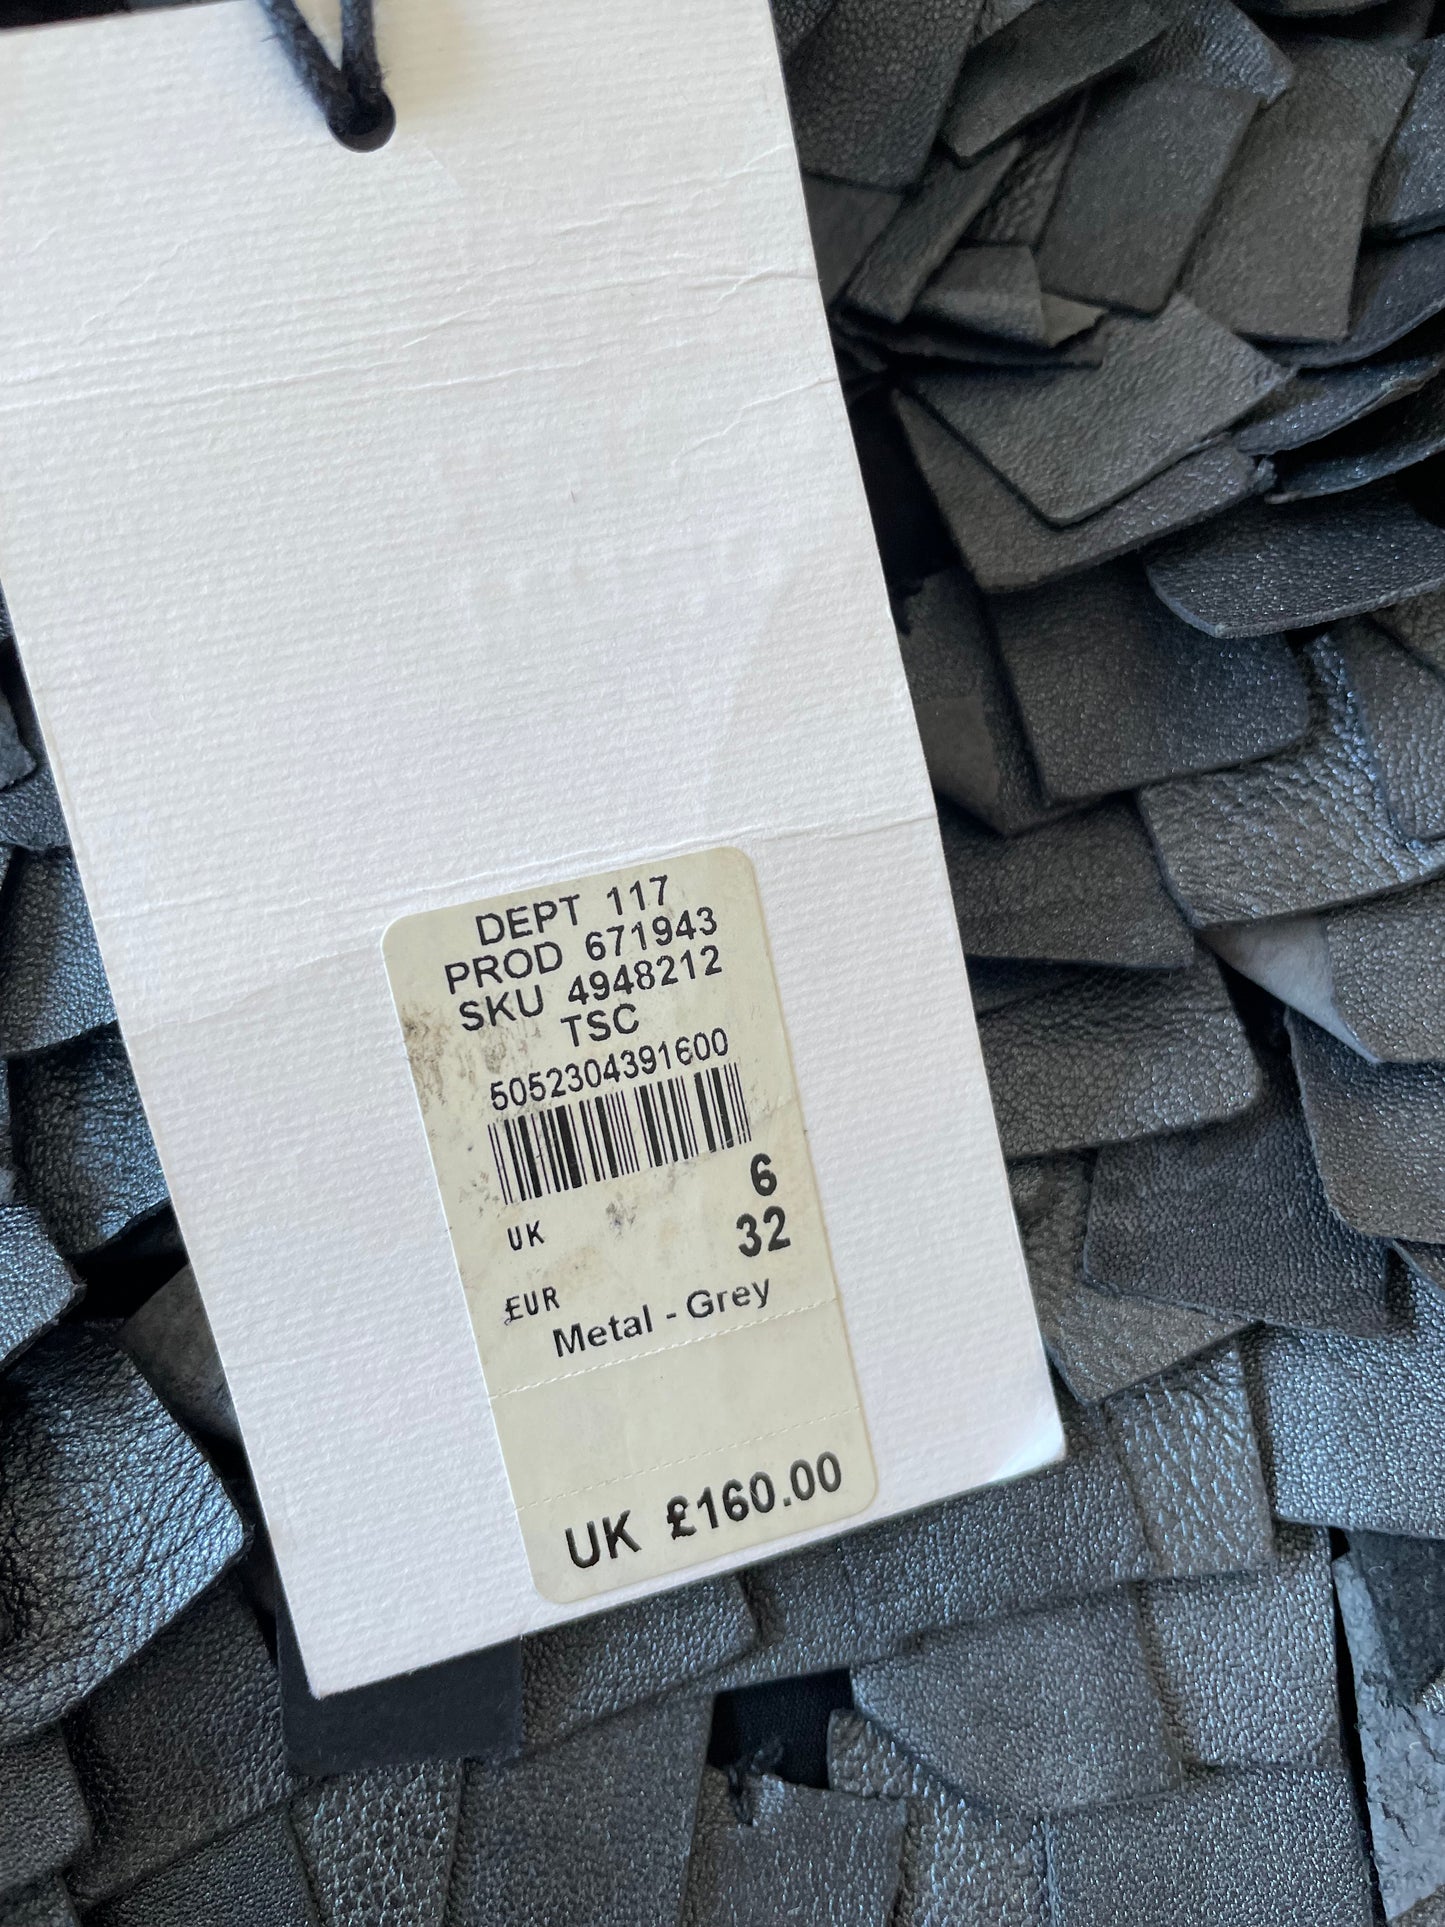 DEPT 117
PROD 671943
SKU 4948212
TSC
5052304391600
UK 6
EUR 32
Metal - Grey
UK £160.00